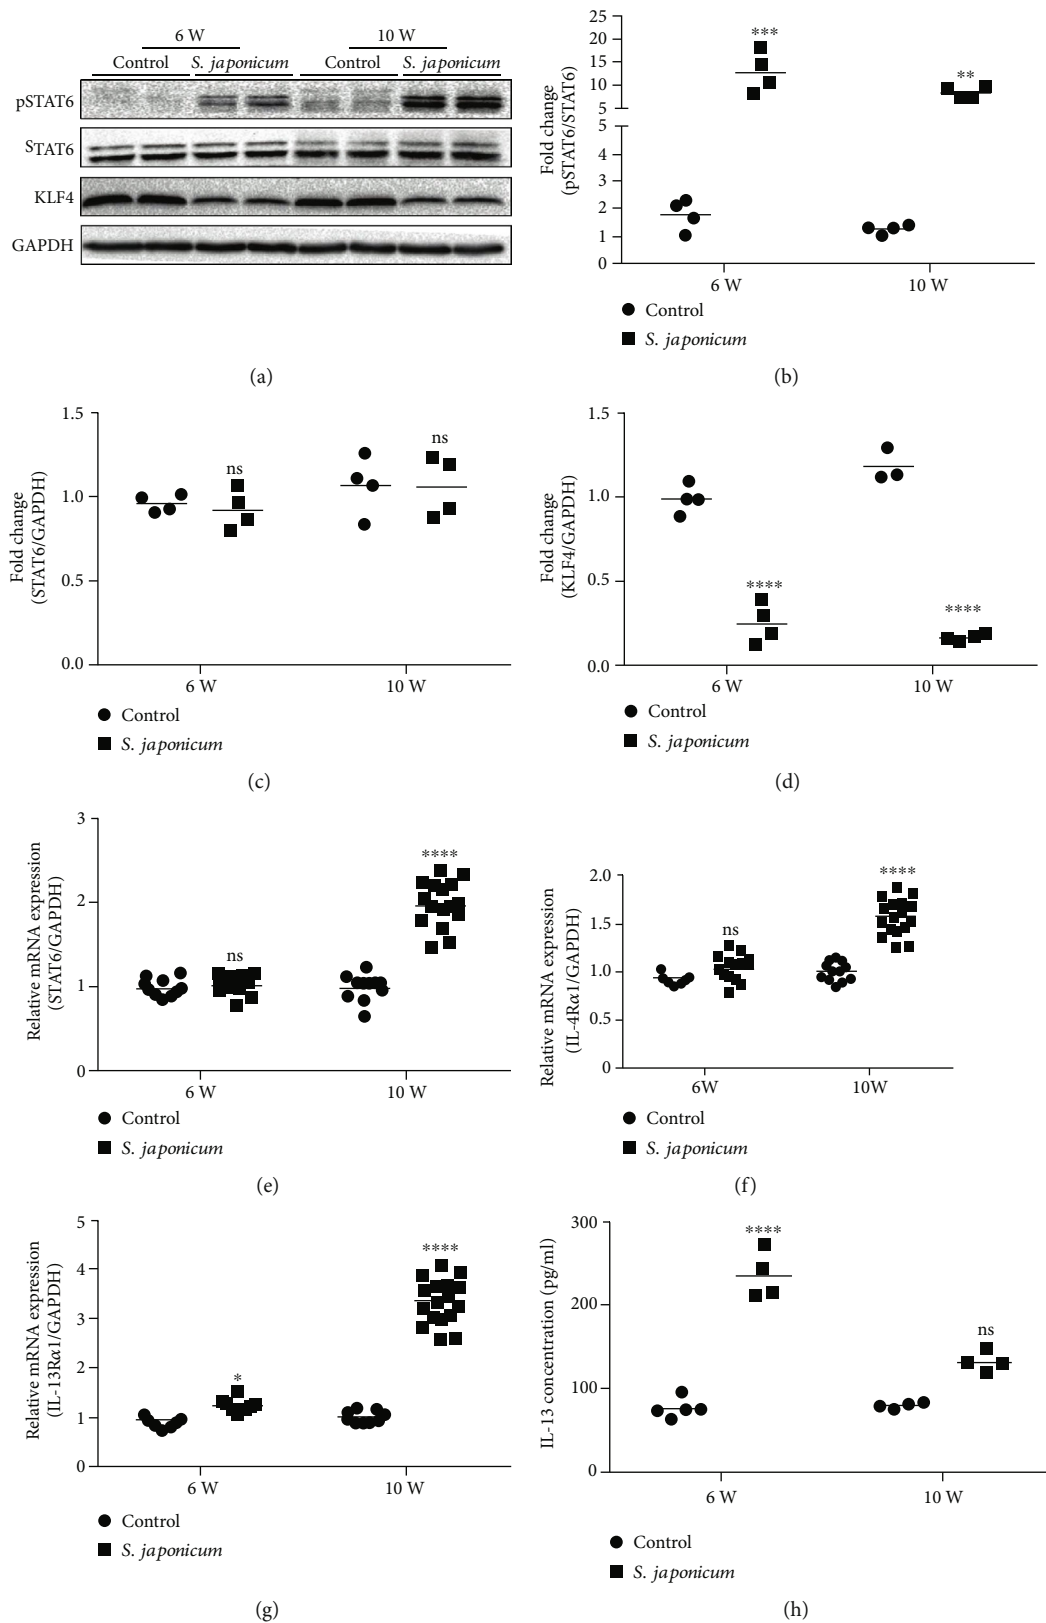 6 W 10 W
Control S. japonicum Control S. japonicum
pSTAT6
STAT6
KLF4
GAPDH
(a)
Fold change
(pSTAT6/STAT6)
25
20
15
10
5
5
4
3
2
1
0
***
**
6 W 10 W
Control
S. japonicum
(b)
Fold change
(STAT6/GAPDH)
1.5
1.0
0.5
0.0
ns
ns
6 W 10 W
Control
S. japonicum
(c)
Fold change
(KLF4/GAPDH)
1.5
1.0
0.5
0.0
****
****
6 W 10 W
Control
S. japonicum
(d)
Relative mRNA expression
(STAT6/GAPDH)
3
2
1
0
ns
****
6 W 10 W
Control
S. japonicum
(e)
Relative mRNA expression
(IL-4Rα1/GAPDH)
2.0
1.5
1.0
0.5
0
ns
****
6W 10W
Control
S. japonicum
(f)
Relative mRNA expression
(IL-13Rα1/GAPDH)
5
4
3
2
1
0
*
****
6 W 10 W
Control
S. japonicum
(g)
IL-13 concentration (pg/ml)
300
200
100
0
****
ns
6 W 10 W
Control
S. japonicum
(h)